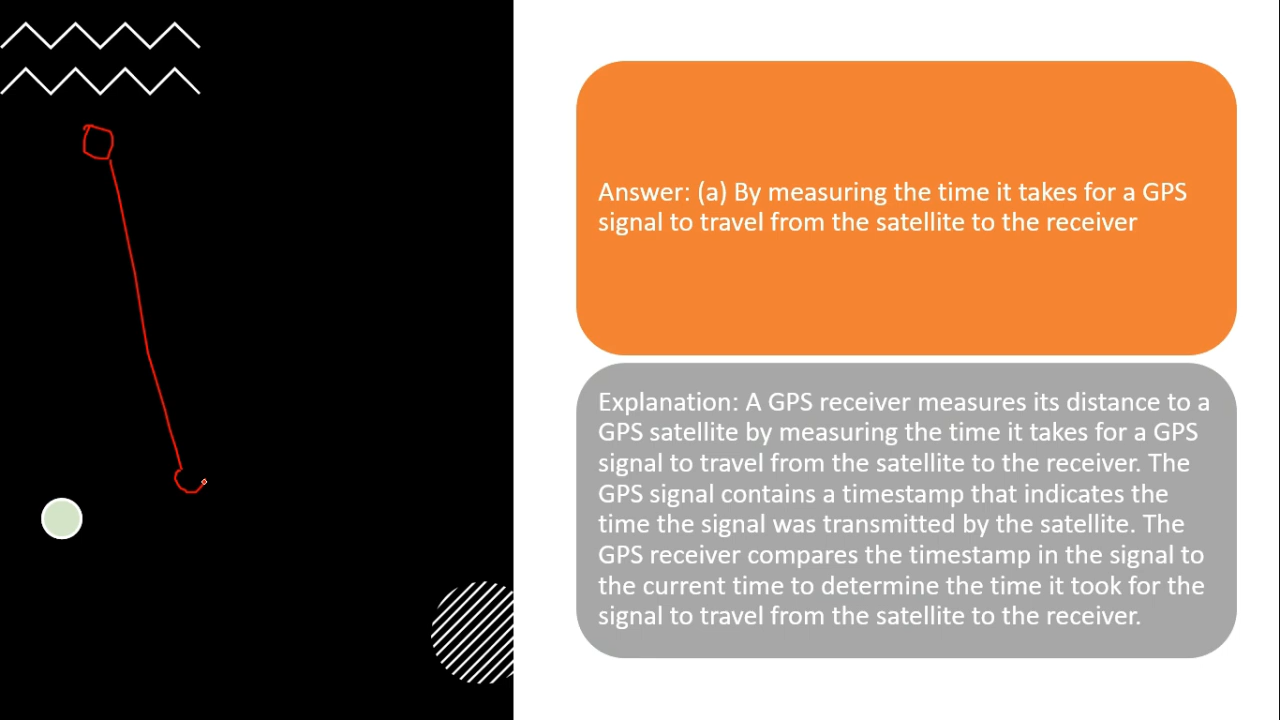 Answer: (a) By measuring the time it takes for a GPS
signal to travel from the satellite to the receiver
Explanation: A GPS receiver measures its distance to a
GPS satellite by measuring the time it takes for a GPS
signal to travel from the satellite to the receiver. The
GPS signal contains a timestamp that indicates the
time the signal was transmitted by the satellite. The
GPS receiver compares the timestamp in the signal to
the current time to determine the time it took for the
signal to travel from the satellite to the receiver.